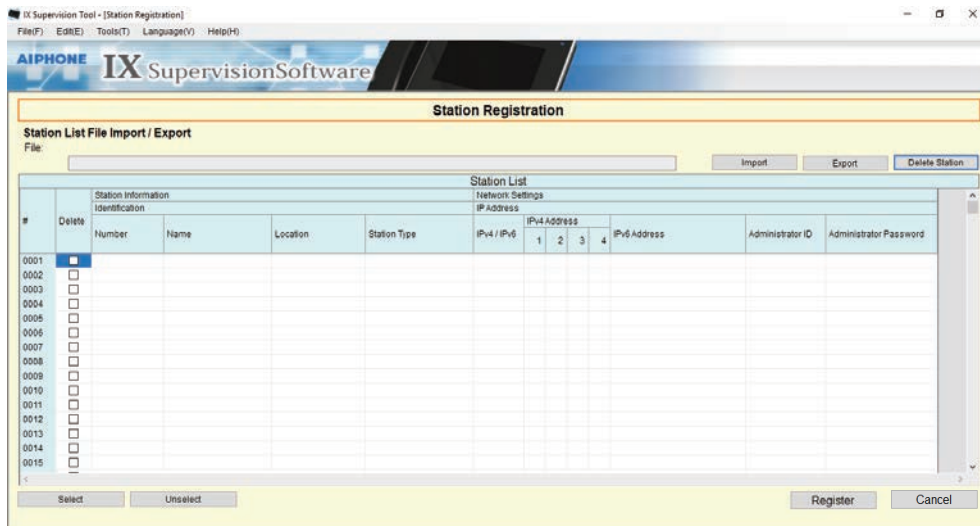 IX Supervision Tool - [Station Registration]
File(F) Edit(E) Tools(T) Language(V) Help(H)
AIPHONE IX SupervisionSoftware
Station Registration
Station List File Import / Export
File:
Import Export Delete Station
Station List
Station Information Network Settings
Identification IP Address
# Delete Number Name Location Station Type IPv4 / IPv6 IPv4 Address IPv6 Address Administrator ID Administrator Password
1 2 3 4
0001
0002
0003
0004
0005
0006
0007
0008
0009
0010
0011
0012
0013
0014
0015
Select Unselect Register Cancel